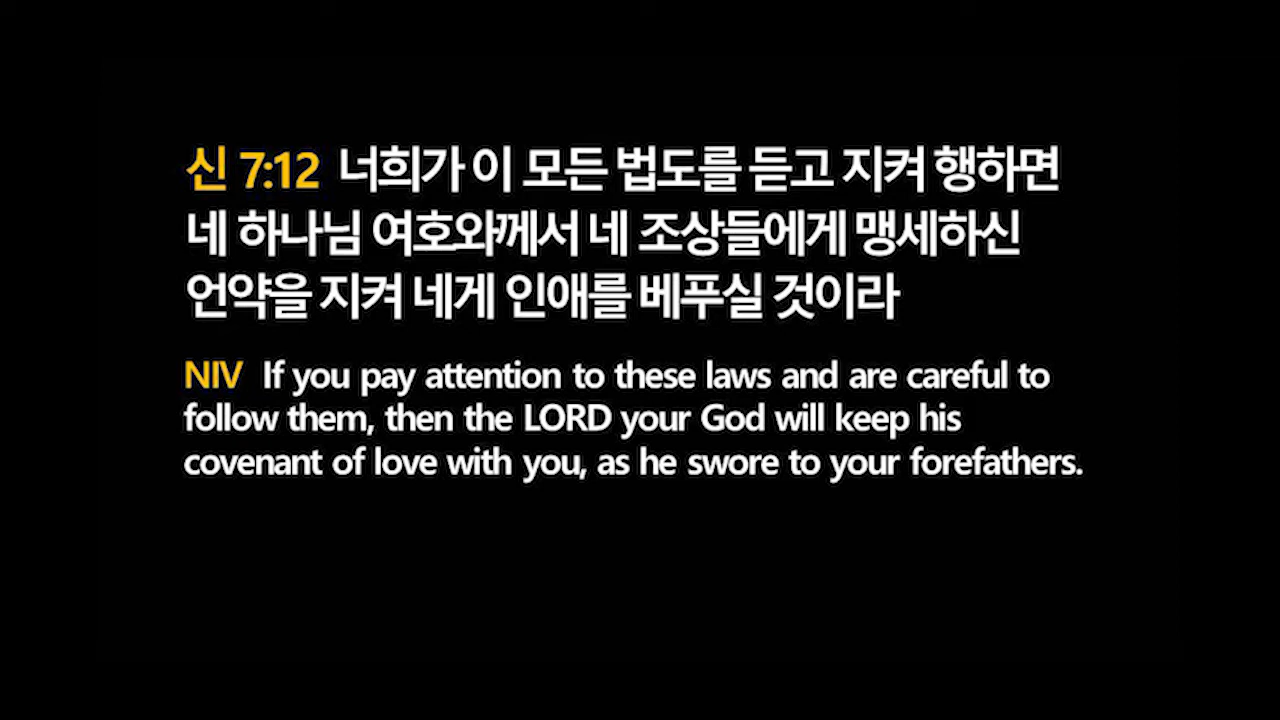 신 7:12 너희가 이 모든 법도를 듣고 지켜 행하면
네 하나님 여호와께서 네 조상들에게 맹세하신
언약을 지켜 네게 인애를 베푸실 것이라
NIV If you pay attention to these laws and are careful to
follow them, then the LORD your God will keep his
covenant of love with you, as he swore to your forefathers.